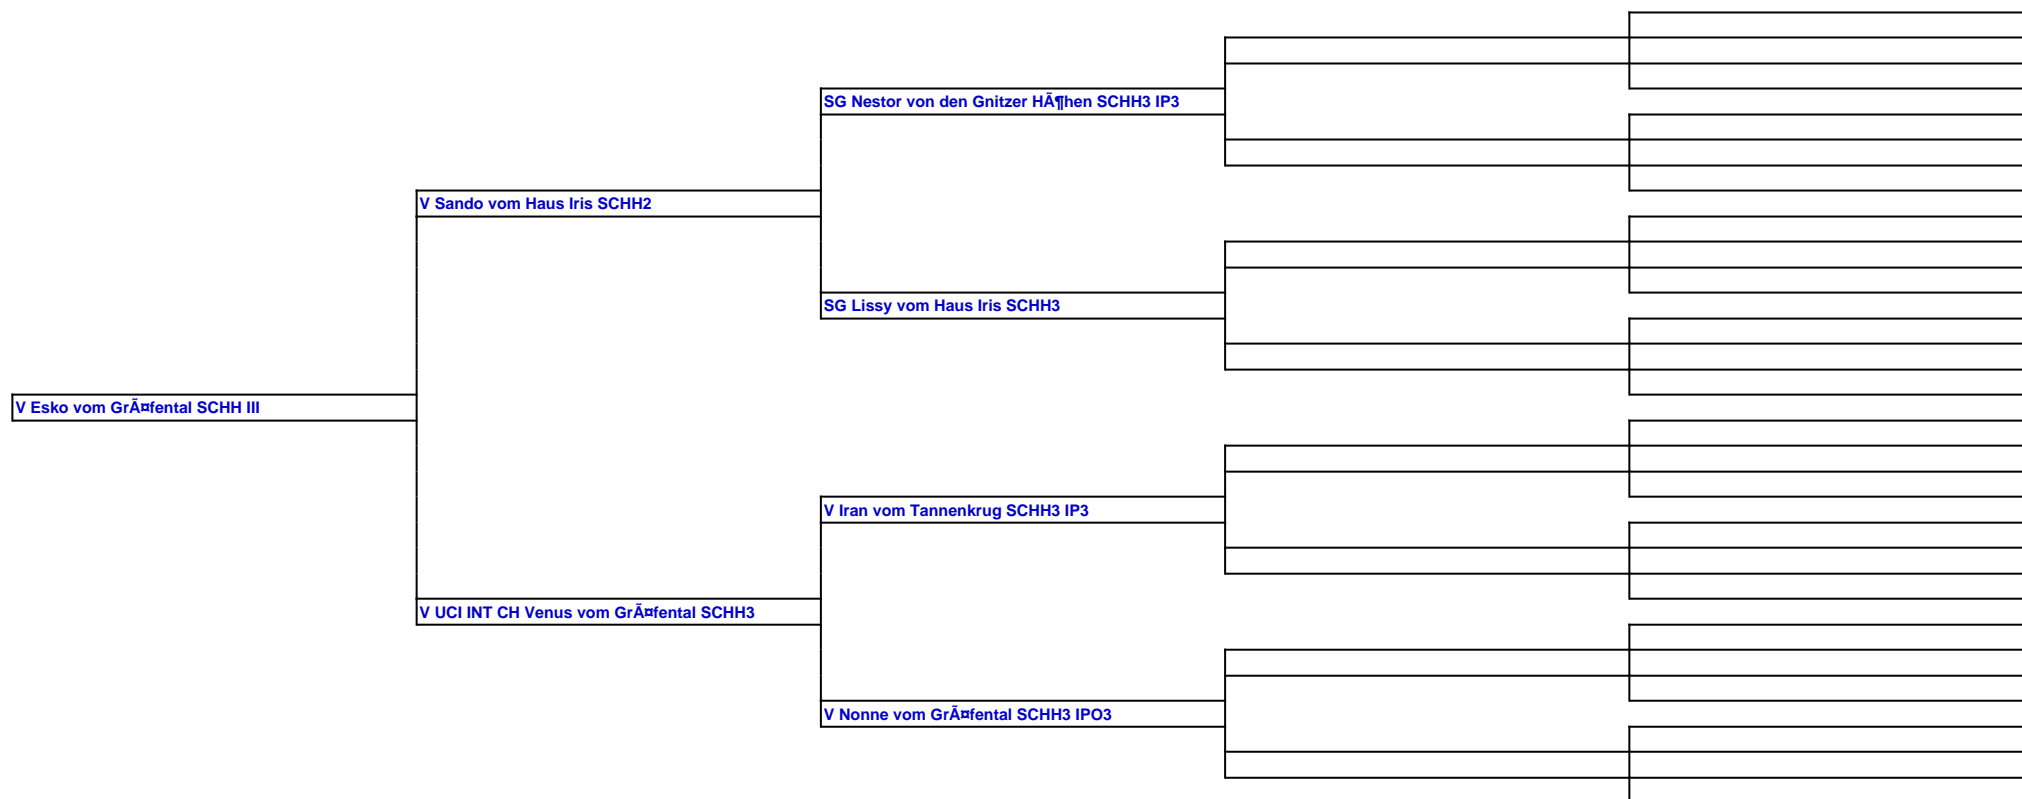 SG Nestor von den Gnitzer HÃ¶hen SCHH3 IP3
V Sando vom Haus Iris SCHH2
SG Lissy vom Haus Iris SCHH3
V Esko vom GrÃ¤fental SCHH III
V Iran vom Tannenkrug SCHH3 IP3
V UCI INT CH Venus vom GrÃ¤fental SCHH3
V Nonne vom GrÃ¤fental SCHH3 IPO3